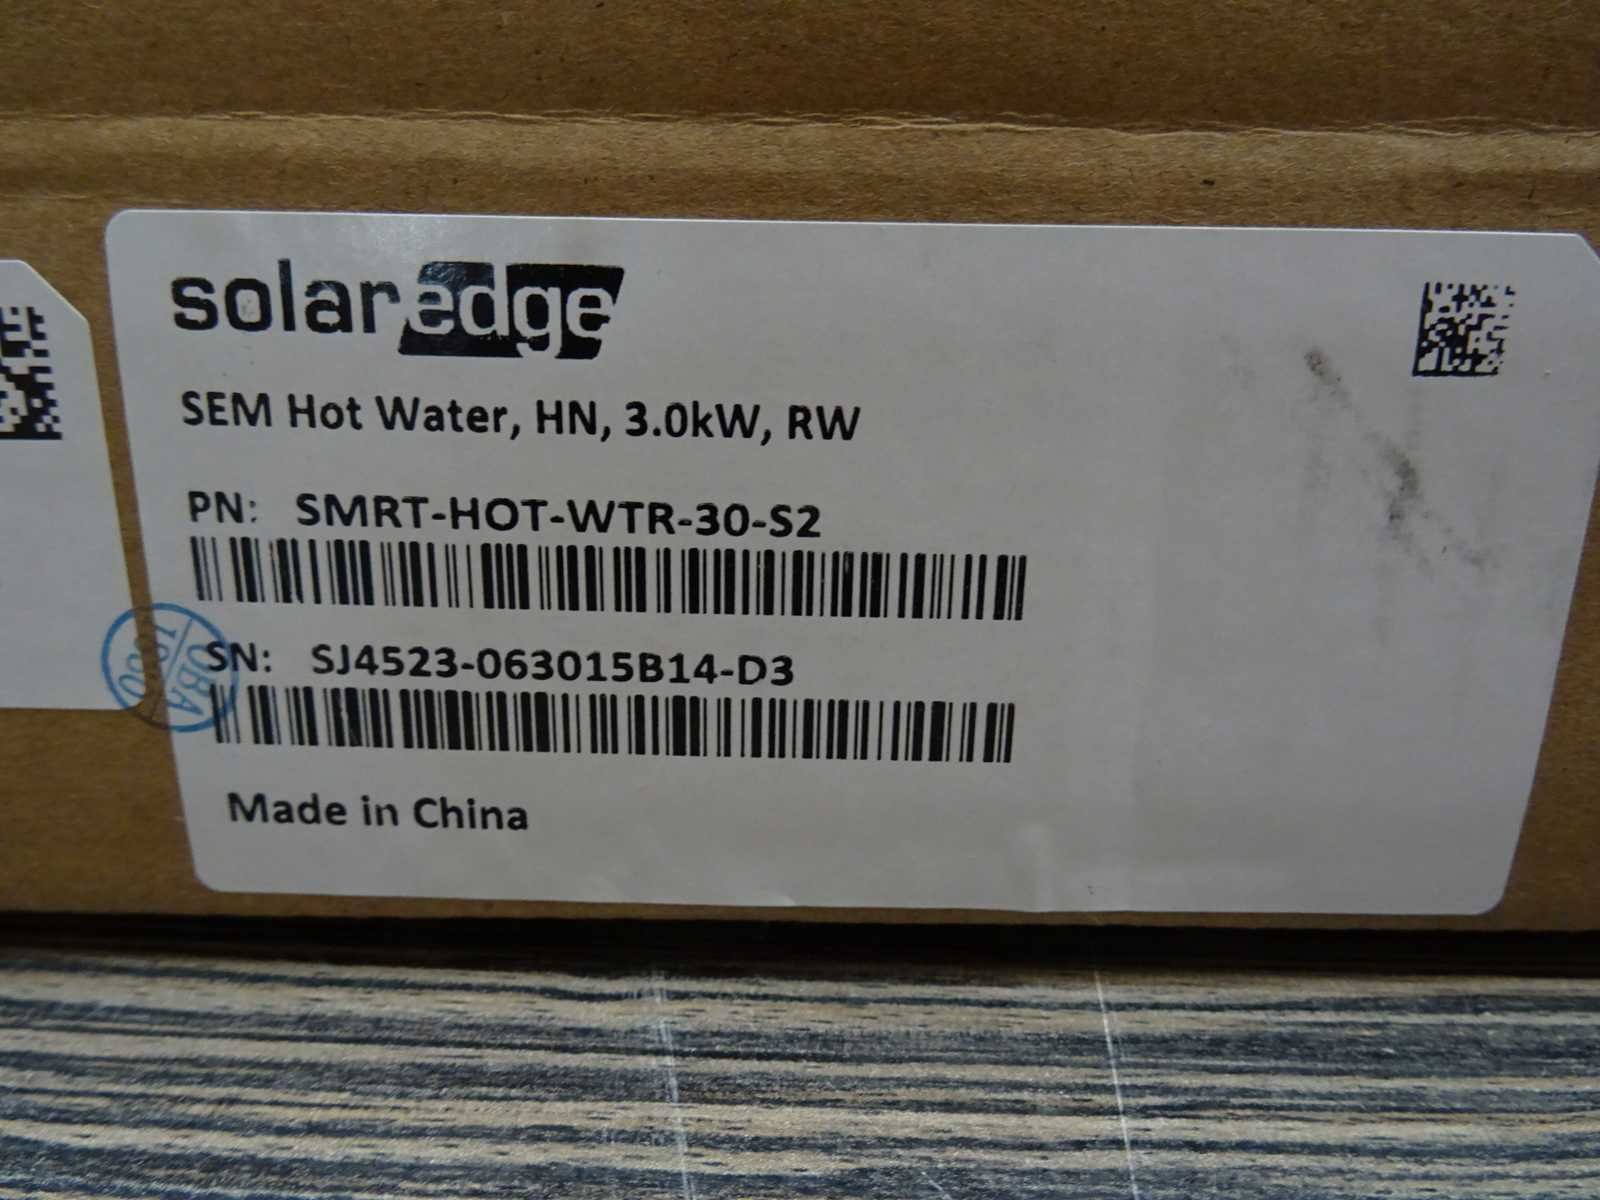 solaredge
SEM Hot Water, HN, 3.0kW, RW
PN: SMRT-HOT-WTR-30-S2
SN: SJ4523-063015B14-D3
OBA
Made in China